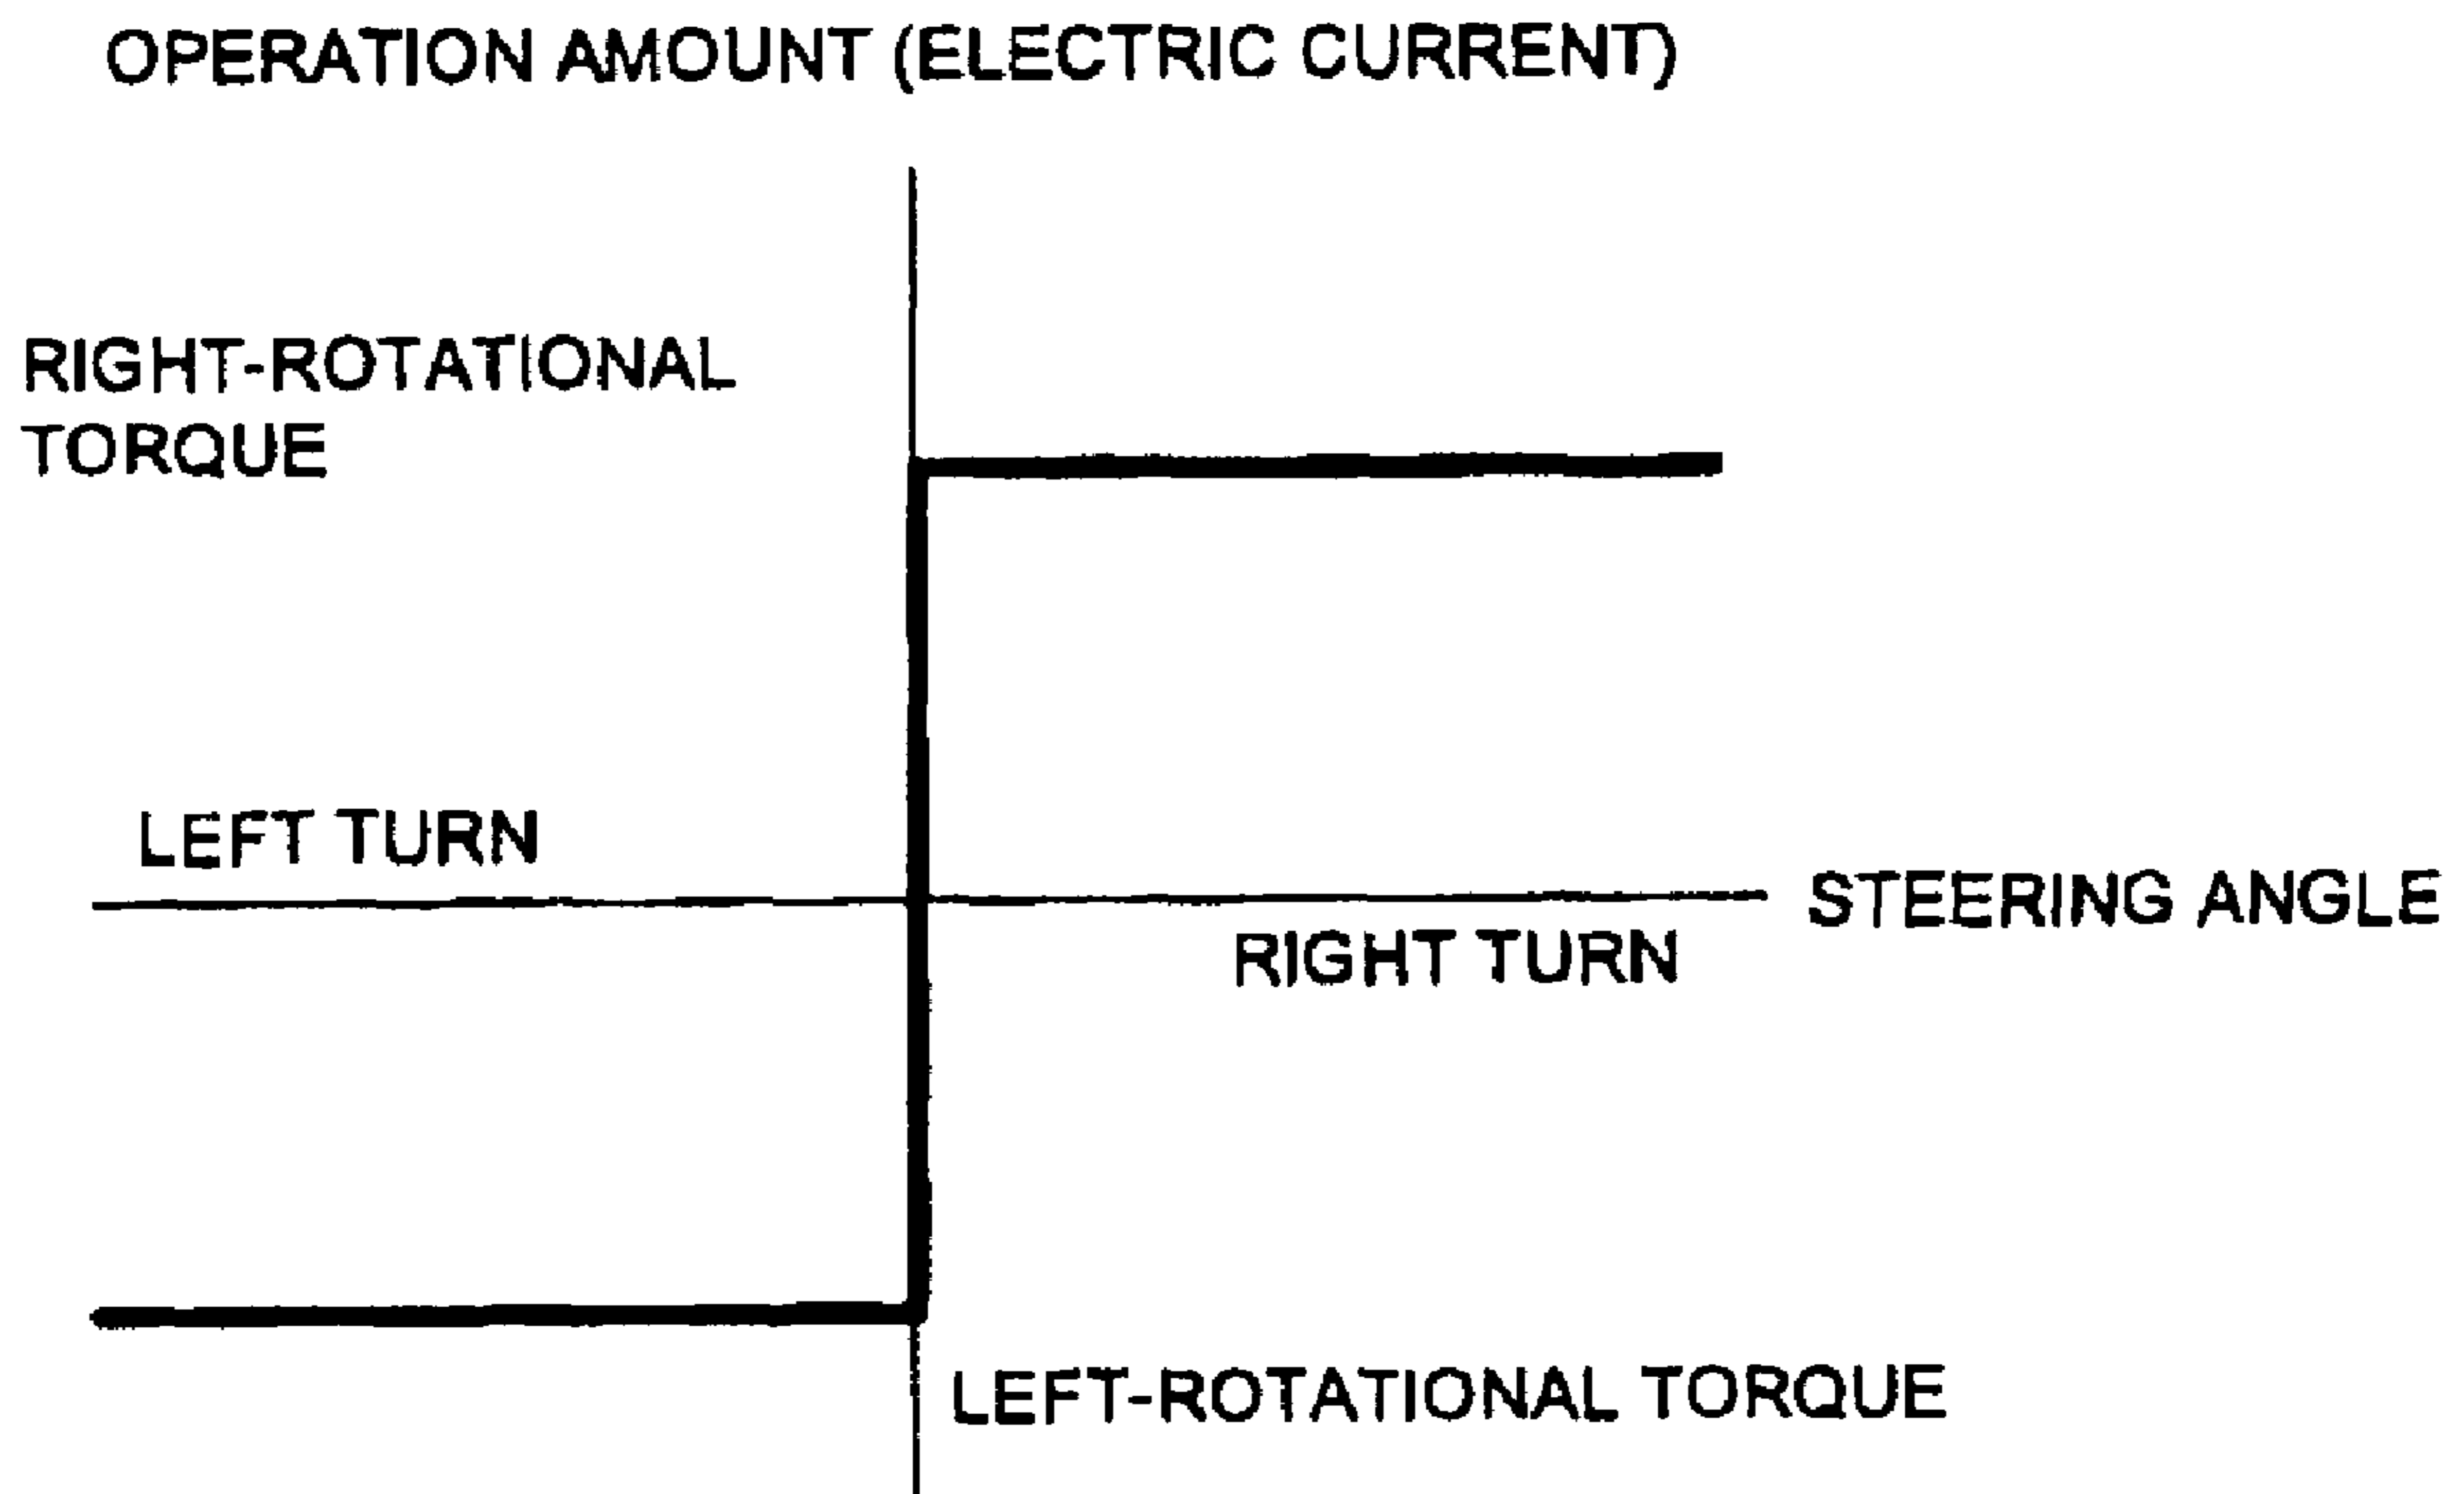 OPERATION AMOUNT (ELECTRIC CURRENT)
RIGHT-ROTATIONAL
TORQUE
LEFT TURN
STEERING ANGLE
RIGHT TURN
LEFT-ROTATIONAL TORQUE